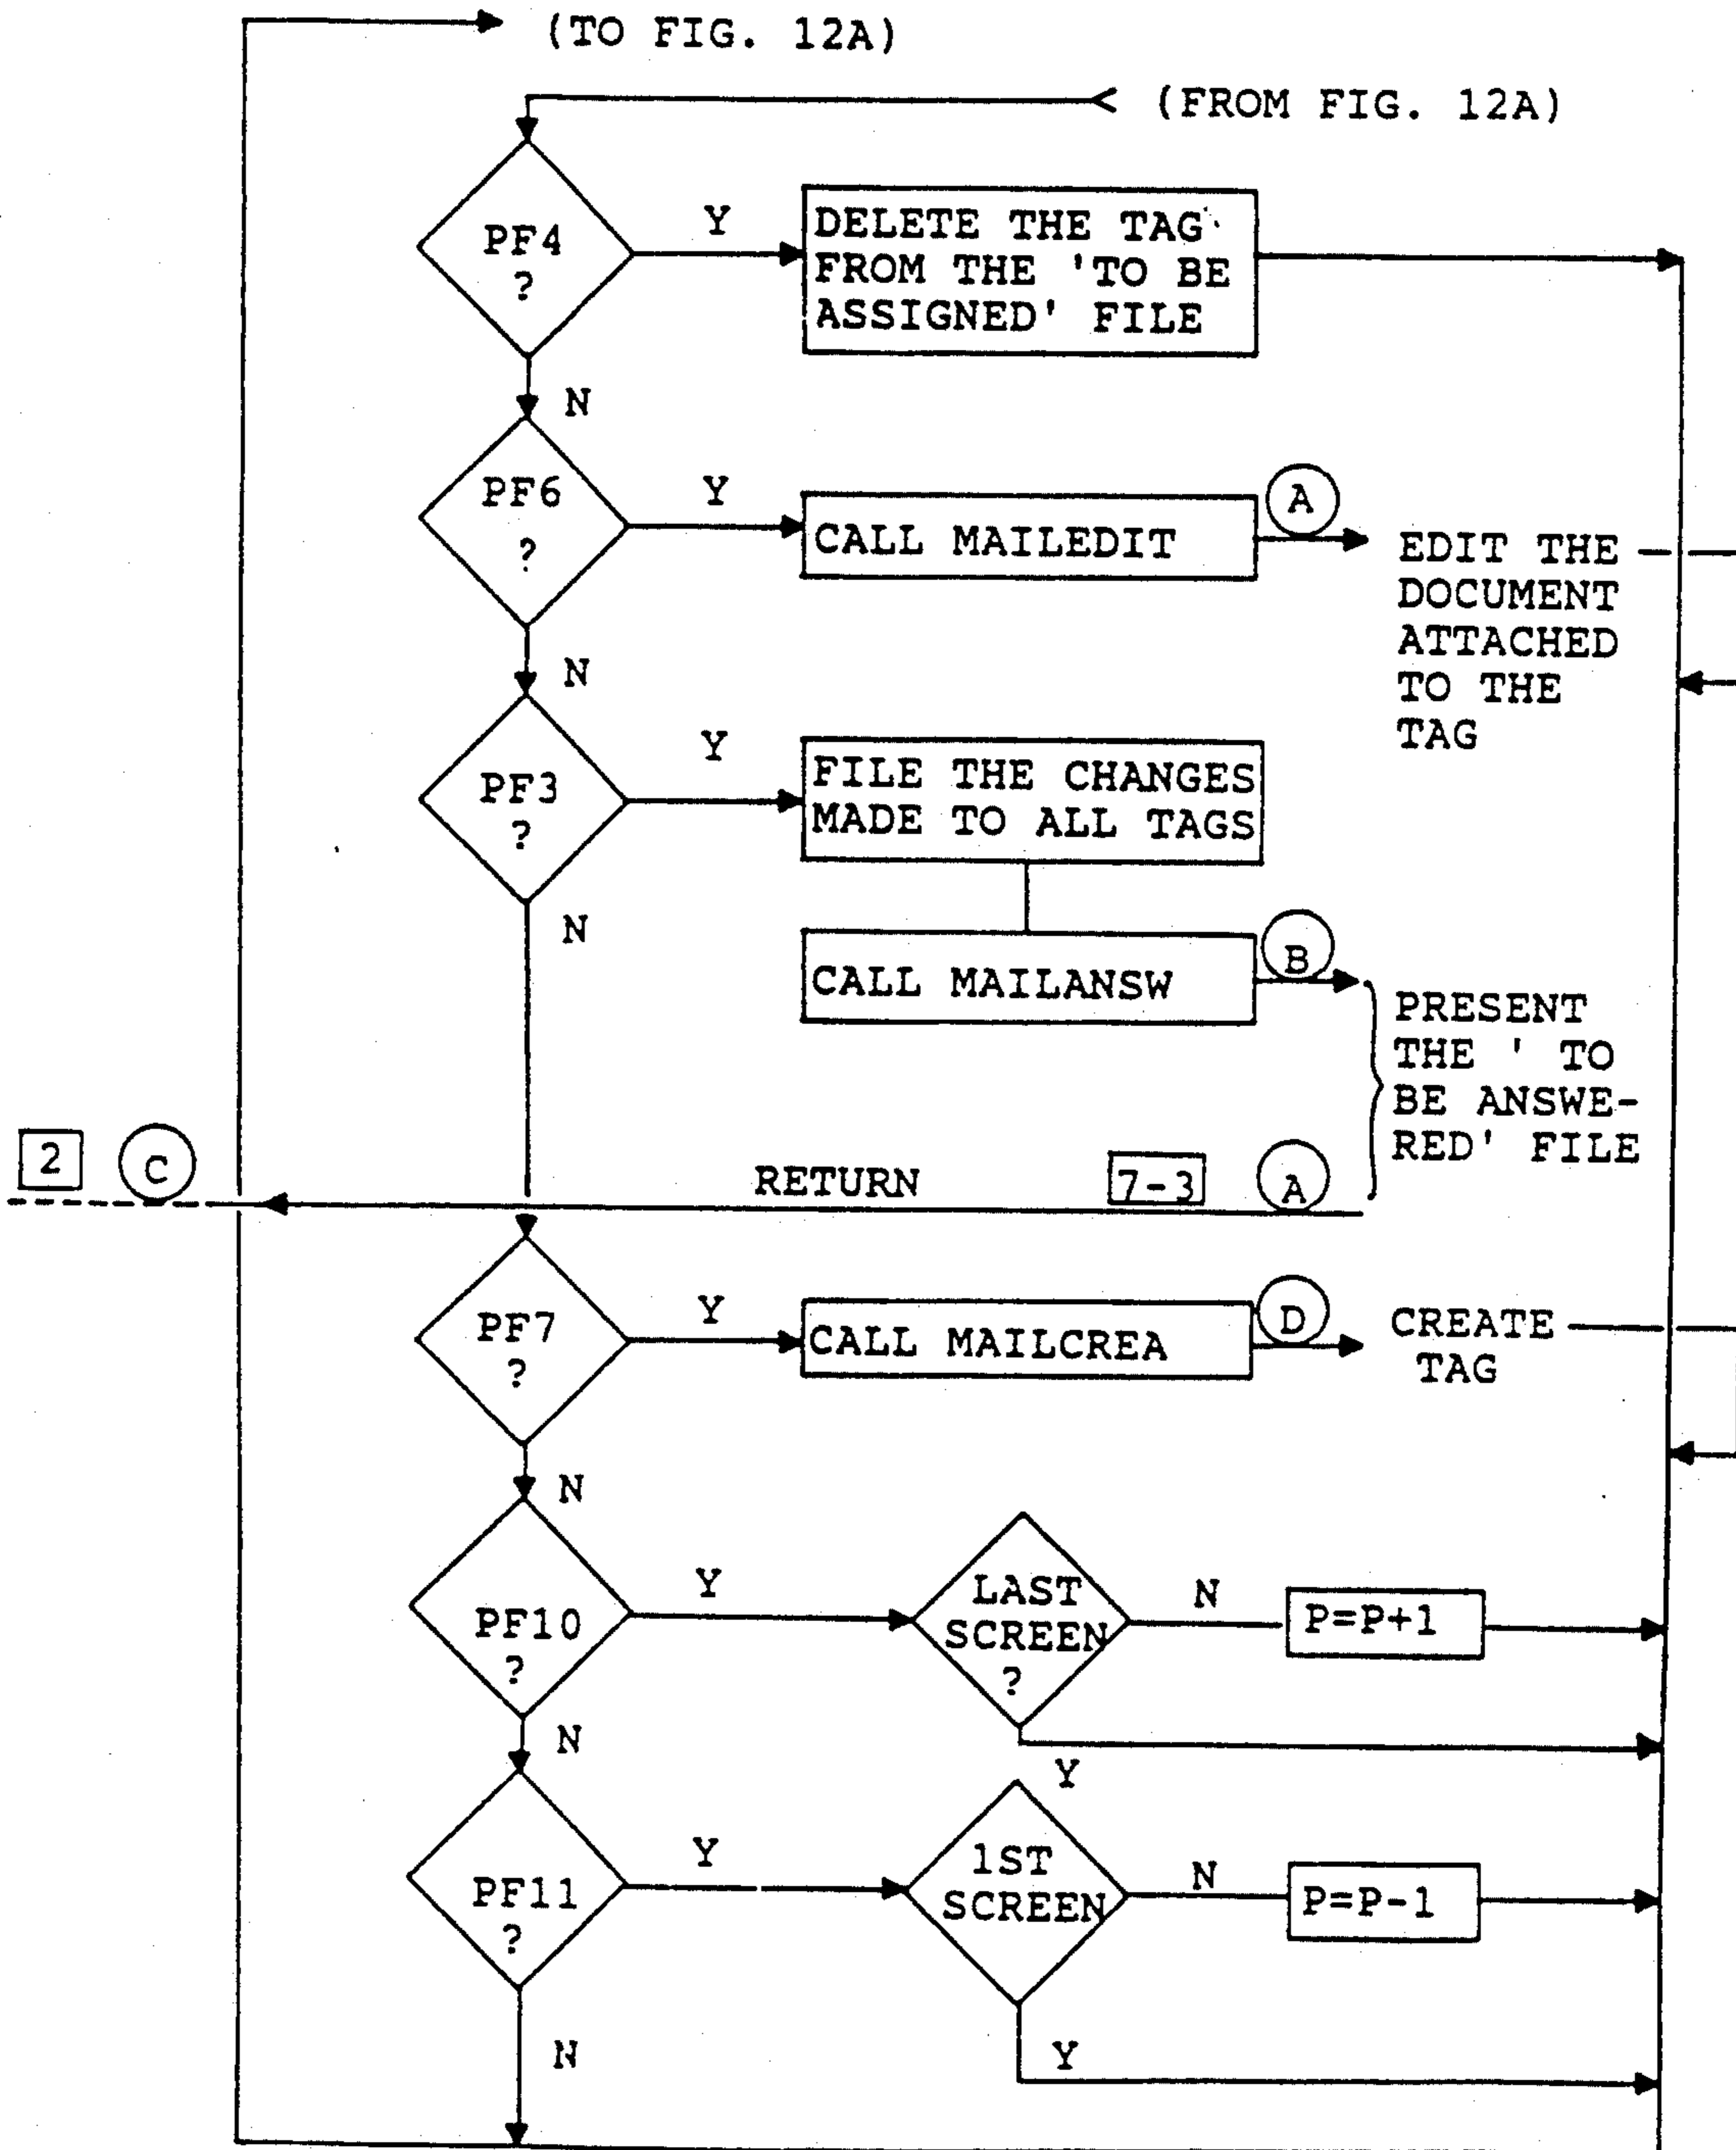 (TO FIG. 12A)
(FROM FIG. 12A)
PF4
?
Y
DELETE THE TAG
FROM THE 'TO BE
ASSIGNED' FILE
N
PF6
?
Y
CALL MAILEDIT
A
EDIT THE
DOCUMENT
ATTACHED
TO THE
TAG
N
PF3
?
Y
FILE THE CHANGES
MADE TO ALL TAGS
N
CALL MAILANSW
B
PRESENT
THE ' TO
BE ANSWE-
RED' FILE
2
C
RETURN
7-3
A
PF7
?
Y
CALL MAILCREA
D
CREATE
TAG
N
PF10
?
Y
LAST
SCREEN
?
N
P=P+1
Y
N
PF11
?
Y
1ST
SCREEN
N
P=P-1
Y
N